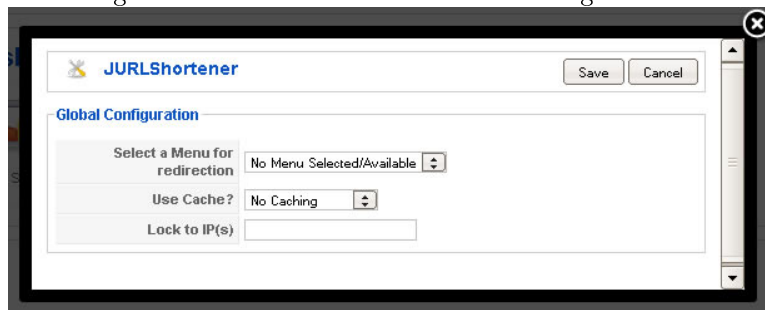 JURLShortener
Save Cancel
Global Configuration
Select a Menu for
redirection
No Menu Selected/Available
Use Cache? No Caching
Lock to IP(s)